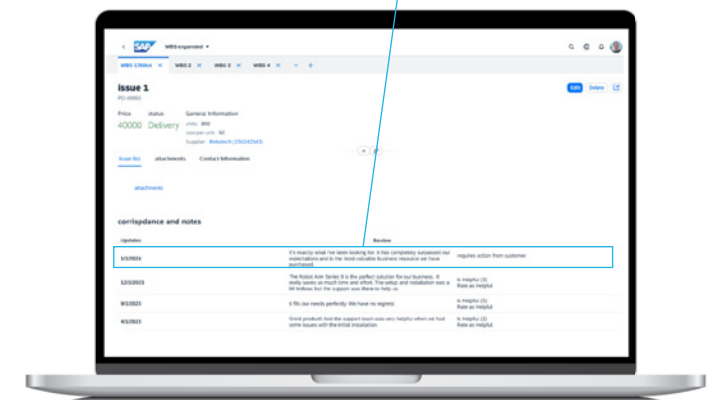 SAP WBS-expanded
WBS 2 WBS 3 WBS 4
issue 1
Edit Delete
Price status General Information
40000 Delivery
Supplier: Robotech
Issue list attachments Contact Information
attachments
corrispdance and notes
Updates Review
1/1/2024 It's exactly what I've been looking for. It has completely surpassed our requires action from customer
expectations and is the most valuable business resource we have
purchased.
12/3/2023 The Robot Arm Series 9 is the perfect solution for our business. It is Helpful (3)
really saves us much time and effort. The setup and installation was a Rate as Helpful
bit tedious but the support was there to help us
9/1/2023 It fits our needs perfectly. We have no regrets! is Helpful (5)
Rate as Helpful
4/1/2023 Great product! And the support team was very helpful when we had is Helpful (2)
some issues with the initial installation Rate as Helpful